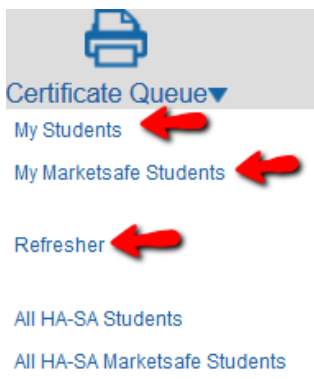 Certificate Queue▼
My Students
My Marketsafe Students
Refresher
All HA-SA Students
All HA-SA Marketsafe Students